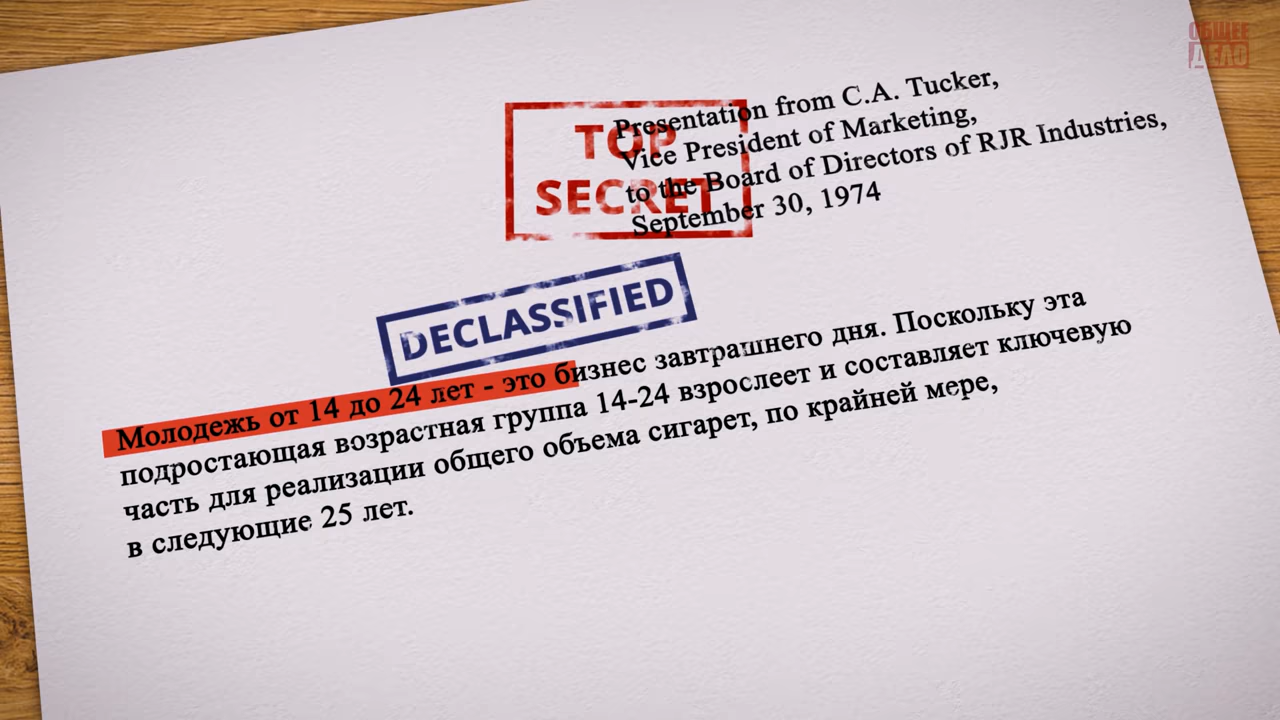 ОБЩЕЕ
ДЕЛО
Presentation from C.A. Tucker,
Vice President of Marketing,
to the Board of Directors of RJR Industries,
September 30, 1974
TOP
SECRET
DECLASSIFIED
Молодежь от 14 до 24 лет - это бизнес завтрашнего дня. Поскольку эта
подростающая возрастная группа 14-24 взрослеет и составляет ключевую
часть для реализации общего объема сигарет, по крайней мере,
в следующие 25 лет.